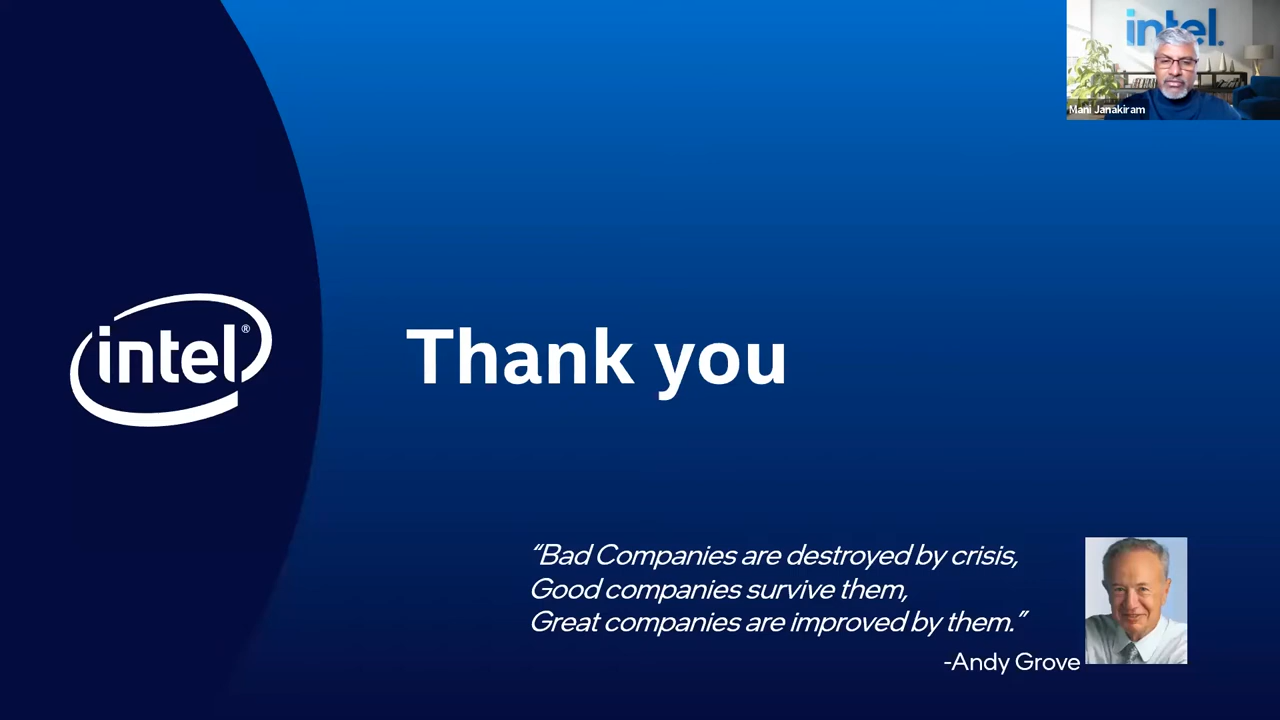 intel.
Mani Janakiram
intel®
Thank you
“Bad Companies are destroyed by crisis,
Good companies survive them,
Great companies are improved by them.”
-Andy Grove